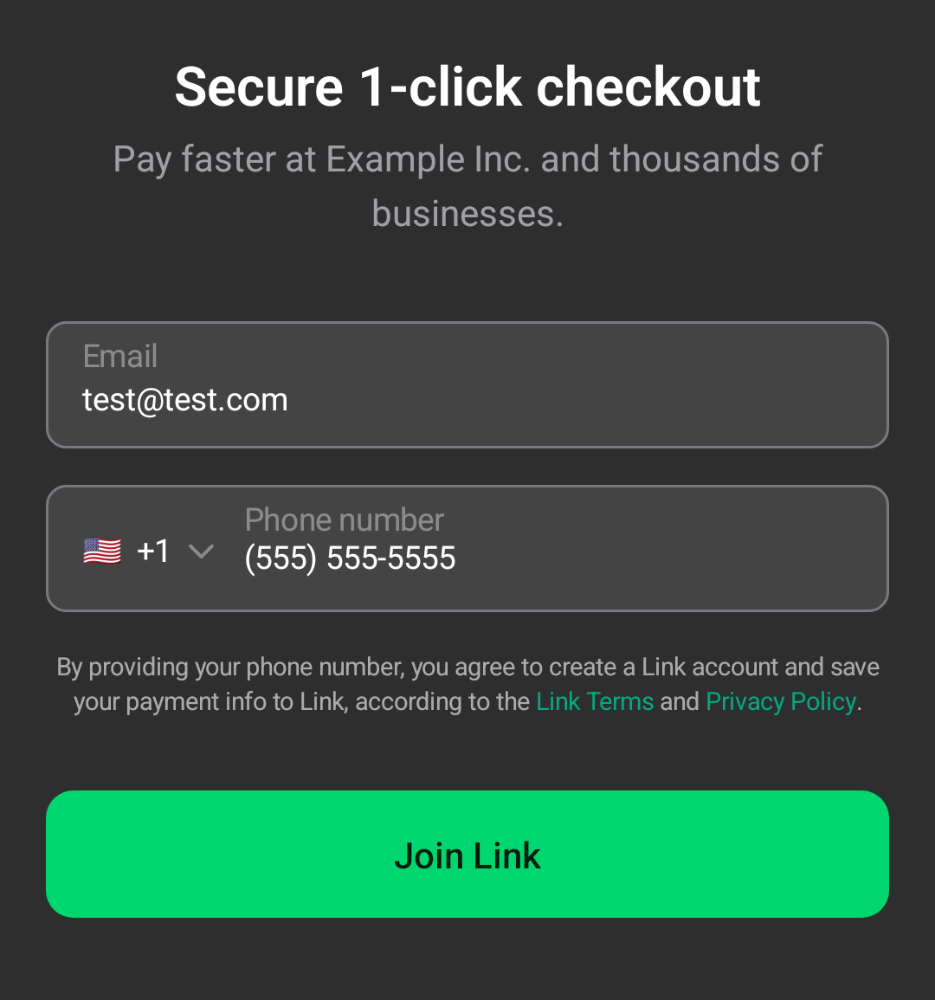 Secure 1-click checkout
Pay faster at Example Inc. and thousands of
businesses.
Email
test@test.com
Phone number
+1 (555) 555-5555
By providing your phone number, you agree to create a Link account and save
your payment info to Link, according to the Link Terms and Privacy Policy.
Join Link